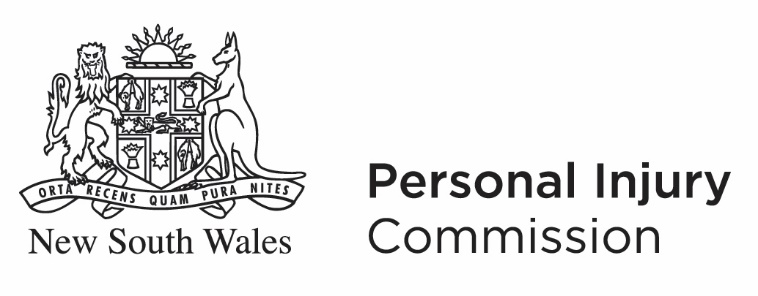 ORTA RECENS QUAM PURA NITES
New South Wales
Personal Injury
Commission